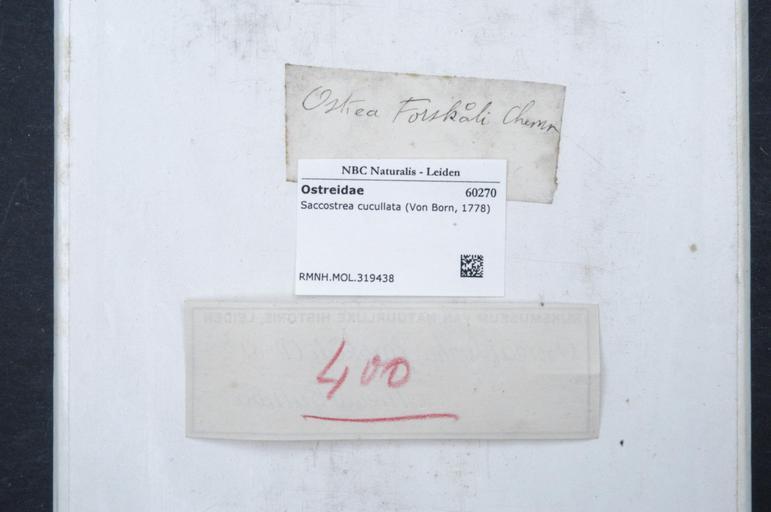 Ostrea Forskåli Chemn
NBC Naturalis - Leiden
Ostreidae 60270
Saccostrea cucullata (Von Born, 1778)
RMNH.MOL.319438
400